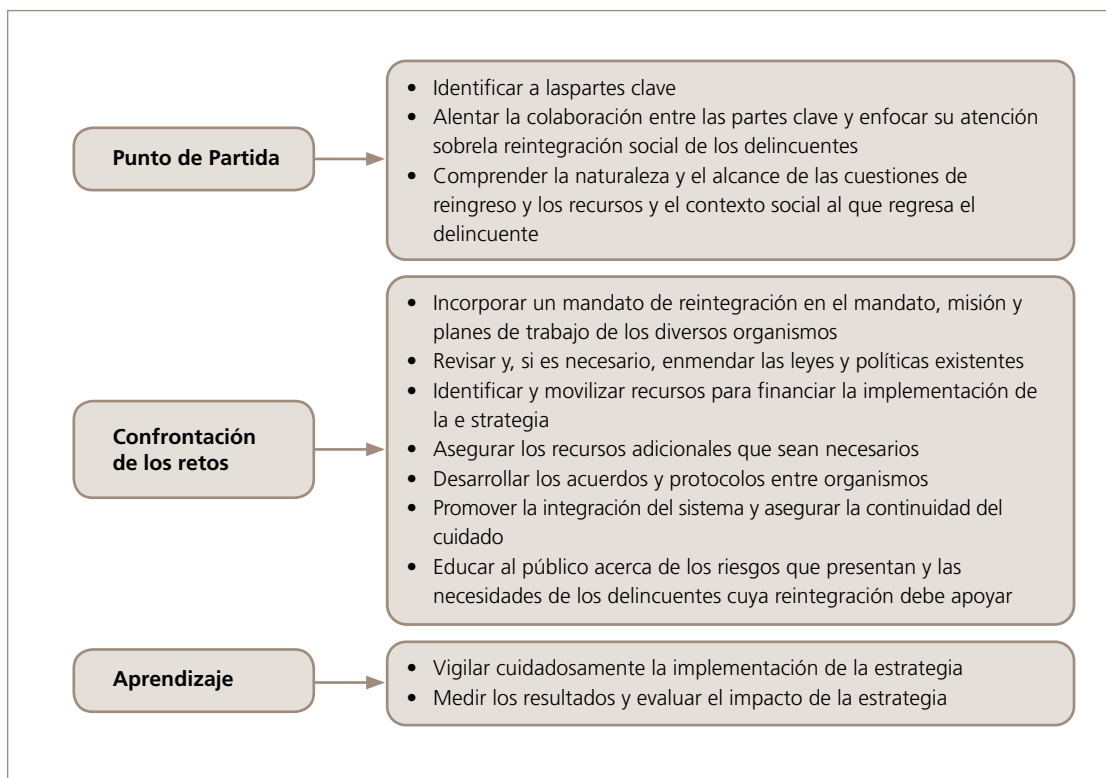 Punto de Partida
• Identificar a laspartes clave
• Alentar la colaboración entre las partes clave y enfocar su atención
sobrela reintegración social de los delincuentes
• Comprender la naturaleza y el alcance de las cuestiones de
reingreso y los recursos y el contexto social al que regresa el
delincuente
Confrontación
de los retos
• Incorporar un mandato de reintegración en el mandato, misión y
planes de trabajo de los diversos organismos
• Revisar y, si es necesario, enmendar las leyes y políticas existentes
• Identificar y movilizar recursos para financiar la implementación de
la e strategia
• Asegurar los recursos adicionales que sean necesarios
• Desarrollar los acuerdos y protocolos entre organismos
• Promover la integración del sistema y asegurar la continuidad del
cuidado
• Educar al público acerca de los riesgos que presentan y las
necesidades de los delincuentes cuya reintegración debe apoyar
Aprendizaje
• Vigilar cuidadosamente la implementación de la estrategia
• Medir los resultados y evaluar el impacto de la estrategia